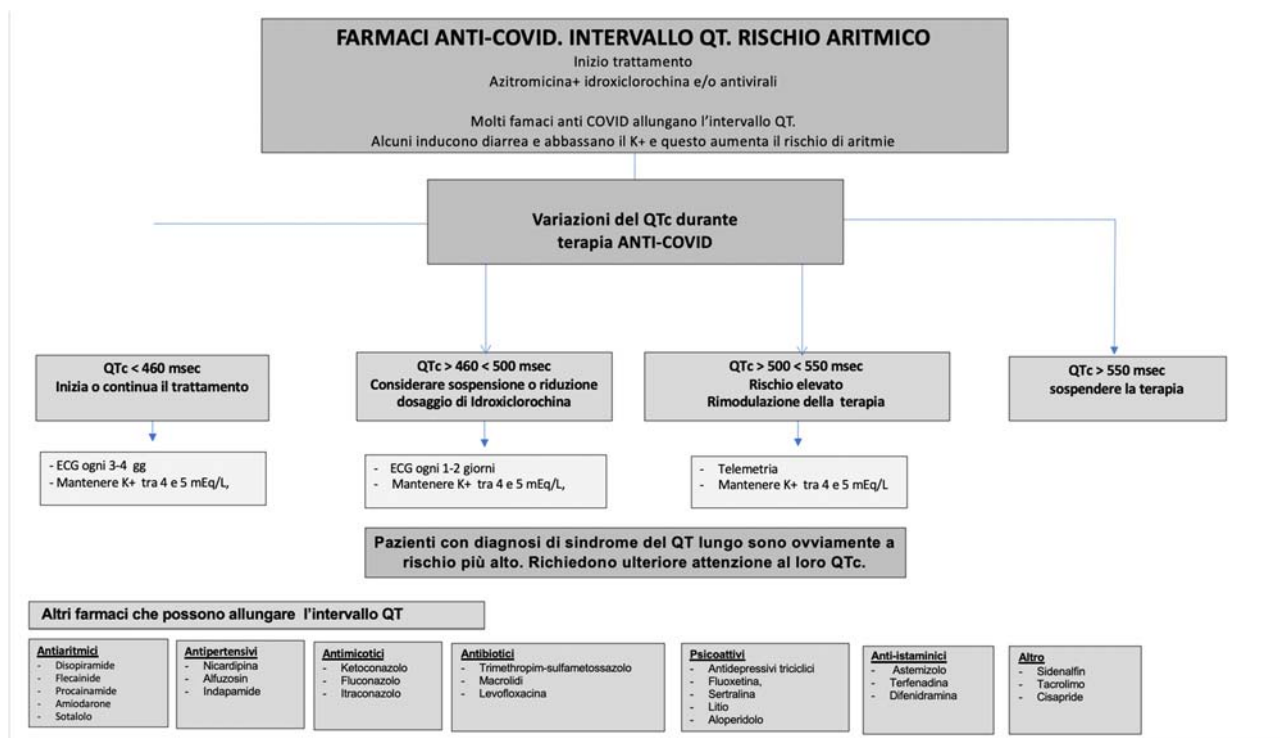 FARMACI ANTI-COVID. INTERVALLO QT. RISCHIO ARITMICO
Inizio trattamento
Azitromicina+ idroxiclorochina e/o antivirali
Molti famaci anti COVID allungano l’intervallo QT.
Alcuni inducono diarrea e abbassano il K+ e questo aumenta il rischio di aritmie
Variazioni del QTc durante
terapia ANTI-COVID
QTc < 460 msec
Inizia o continua il trattamento
- ECG ogni 3-4 gg
- Mantenere K+ tra 4 e 5 mEq/L,
QTc > 460 < 500 msec
Considerare sospensione o riduzione
dosaggio di Idroxiclorochina
- ECG ogni 1-2 giorni
- Mantenere K+ tra 4 e 5 mEq/L,
QTc > 500 < 550 msec
Rischio elevato
Rimodulazione della terapia
- Telemetria
- Mantenere K+ tra 4 e 5 mEq/L
QTc > 550 msec
sospendere la terapia
Pazienti con diagnosi di sindrome del QT lungo sono ovviamente a
rischio più alto. Richiedono ulteriore attenzione al loro QTc.
Altri farmaci che possono allungare l’intervallo QT
Antiaritmici
- Disopiramide
- Flecainide
- Procainamide
- Amiodarone
- Sotalolo
Antipertensivi
- Nicardipina
- Alfuzosin
- Indapamide
Antimicotici
- Ketoconazolo
- Fluconazolo
- Itraconazolo
Antibiotici
- Trimethropim-sulfametossazolo
- Macrolidi
- Levofloxacina
Psicoattivi
- Antidepressivi triciclici
- Fluoxetina,
- Sertralina
- Litio
- Aloperidolo
Anti-istaminici
- Astemizolo
- Terfenadina
- Difenidramina
Altro
- Sidenalfin
- Tacrolimo
- Cisapride